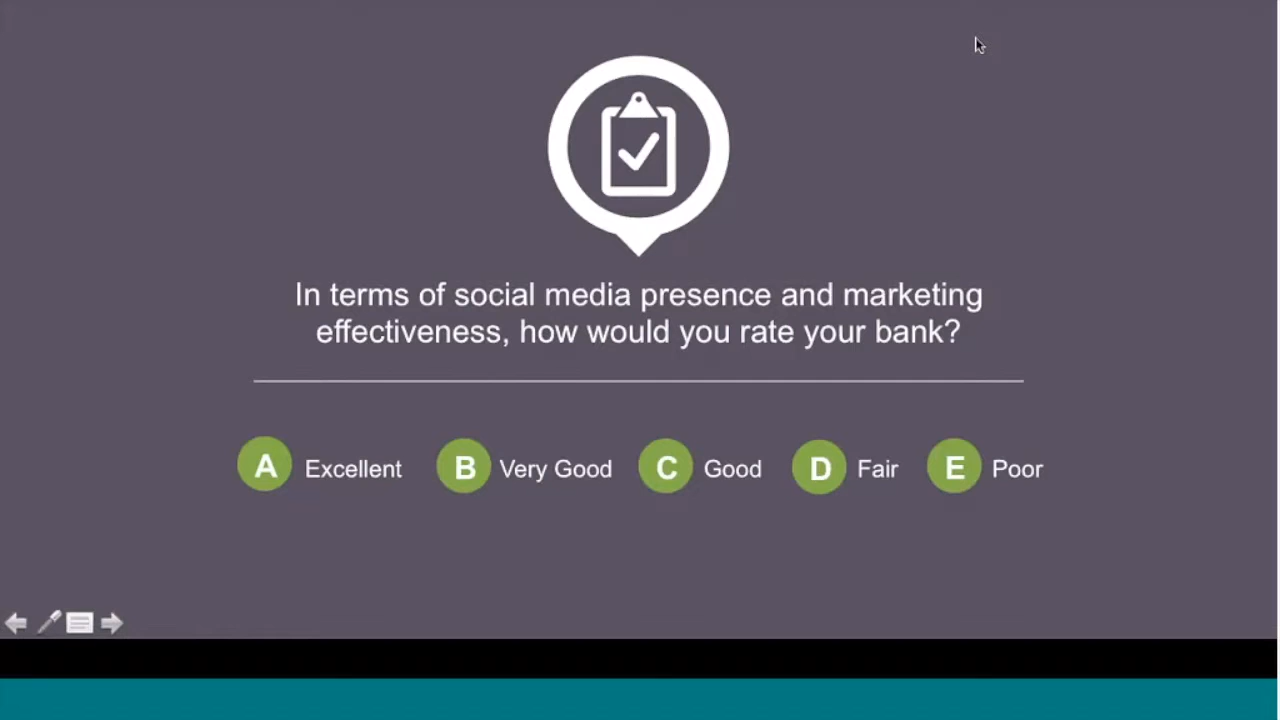 In terms of social media presence and marketing
effectiveness, how would you rate your bank?
A Excellent B Very Good C Good D Fair E Poor